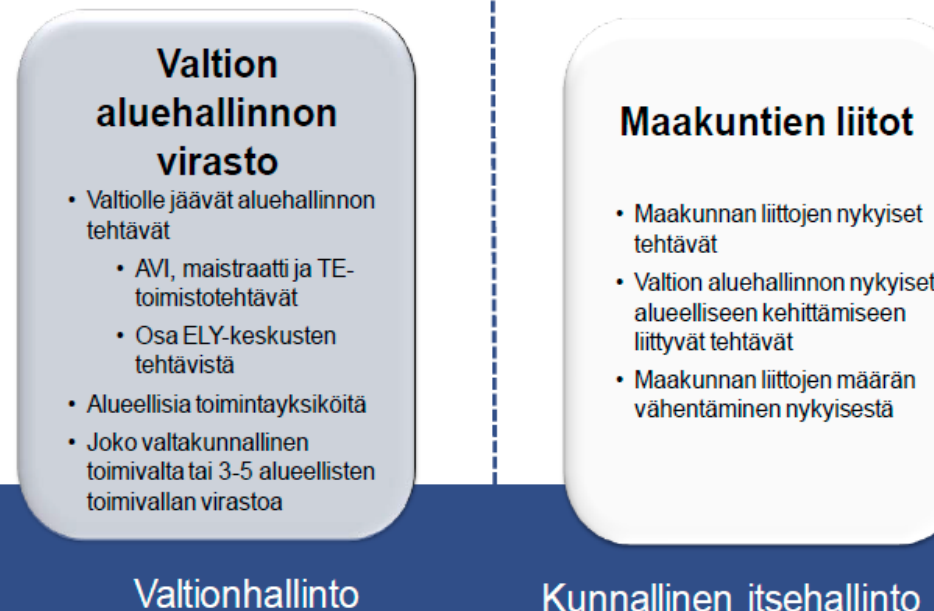 Valtion
aluehallinnon
virasto
• Valtiolle jäävät aluehallinnon
tehtävät
• AVI, maistraatti ja TE-
toimistotehtävät
• Osa ELY-keskusten
tehtävistä
• Alueellisia toimintayksiköitä
• Joko valtakunnallinen
toimivalta tai 3-5 alueellisten
toimivallan virastoa
Valtionhallinto
Maakuntien liitot
• Maakunnan liittojen nykyiset
tehtävät
• Valtion aluehallinnon nykyiset
alueelliseen kehittämiseen
liittyvät tehtävät
• Maakunnan liittojen määrän
vähentäminen nykyisestä
Kunnallinen itsehallinto